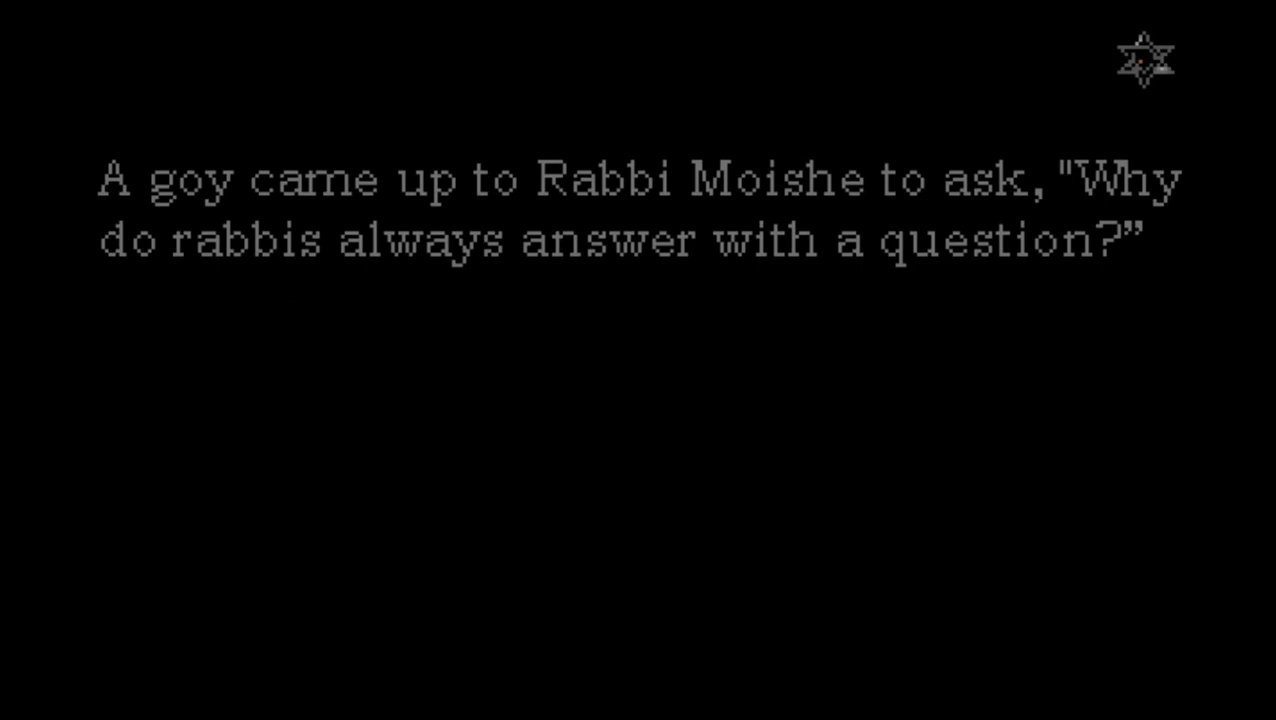 A goy came up to Rabbi Moishe to ask, "Why
do rabbis always answer with a question?”